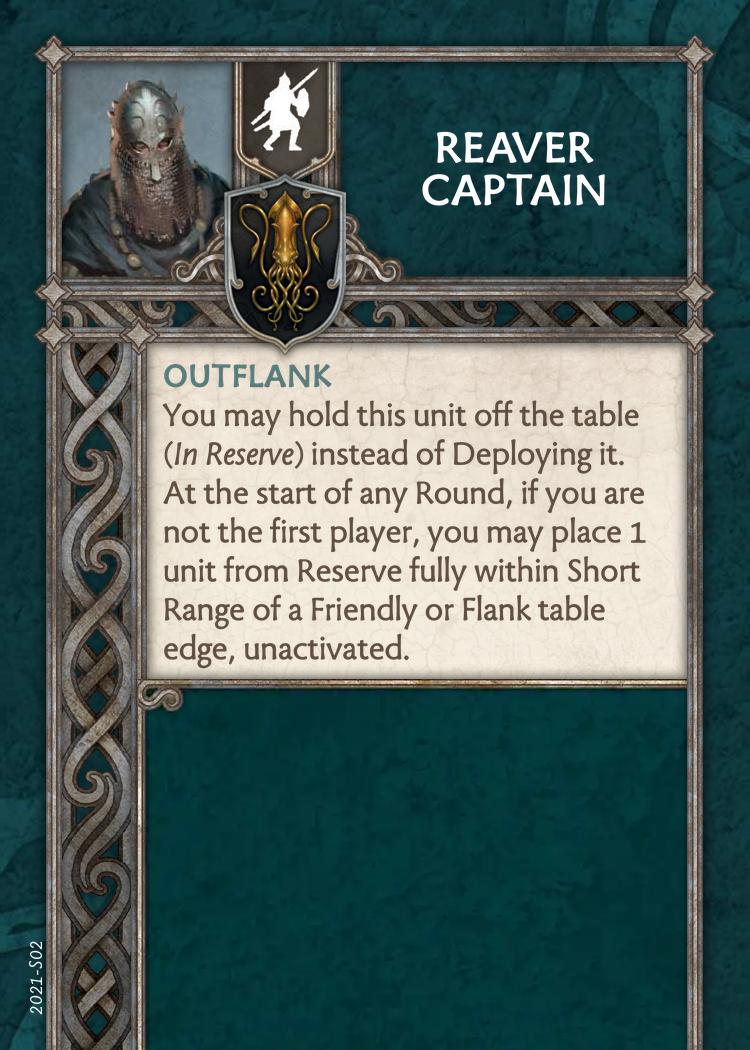 REAVER
CAPTAIN
OUTFLANK
You may hold this unit off the table
(In Reserve) instead of Deploying it.
At the start of any Round, if you are
not the first player, you may place 1
unit from Reserve fully within Short
Range of a Friendly or Flank table
edge, unactivated.
2021-S02